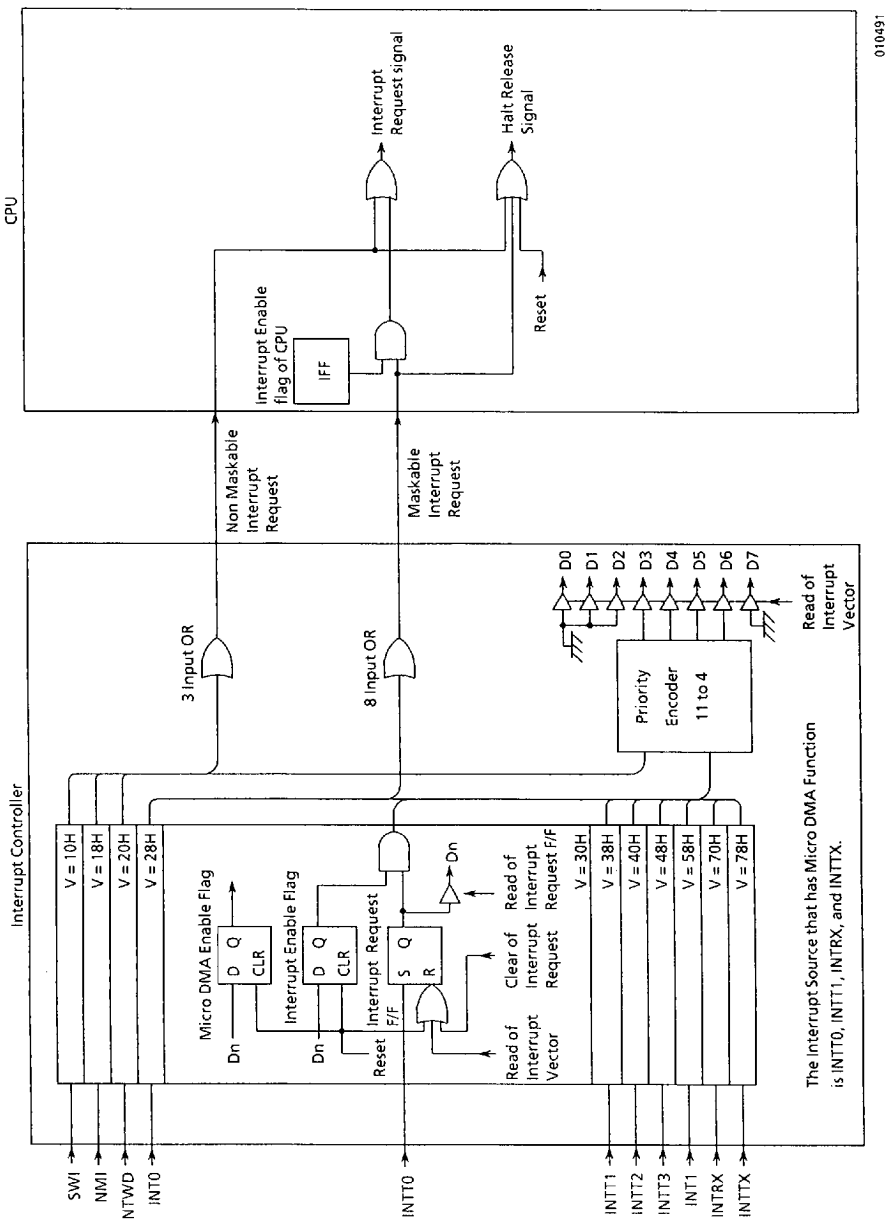 Interrupt Controller
CPU
SWI
NMI
NTWD
INT0
INTT0
INTT1
INTT2
INTT3
INT1
INTRX
INTTX
V = 10H
V = 18H
V = 20H
V = 28H
Micro DMA Enable Flag
Dn
D Q
CLR
Interrupt Enable Flag
Dn
D Q
CLR
Reset
Interrupt Request
F/F
S Q
R
Dn
Read of
Interrupt
Vector
Clear of
Interrupt
Request
Read of
Interrupt
Request F/F
V = 30H
V = 38H
V = 40H
V = 48H
V = 58H
V = 70H
V = 78H
3 Input OR
8 Input OR
Priority
Encoder
11 to 4
D0
D1
D2
D3
D4
D5
D6
D7
Read of
Interrupt
Vector
The Interrupt Source that has Micro DMA Function
is INTT0, INTT1, INTRX, and INTTX.
Non Maskable
Interrupt
Request
Maskable
Interrupt
Request
Interrupt Enable
flag of CPU
IFF
Reset
Interrupt
Request signal
Halt Release
Signal
010491